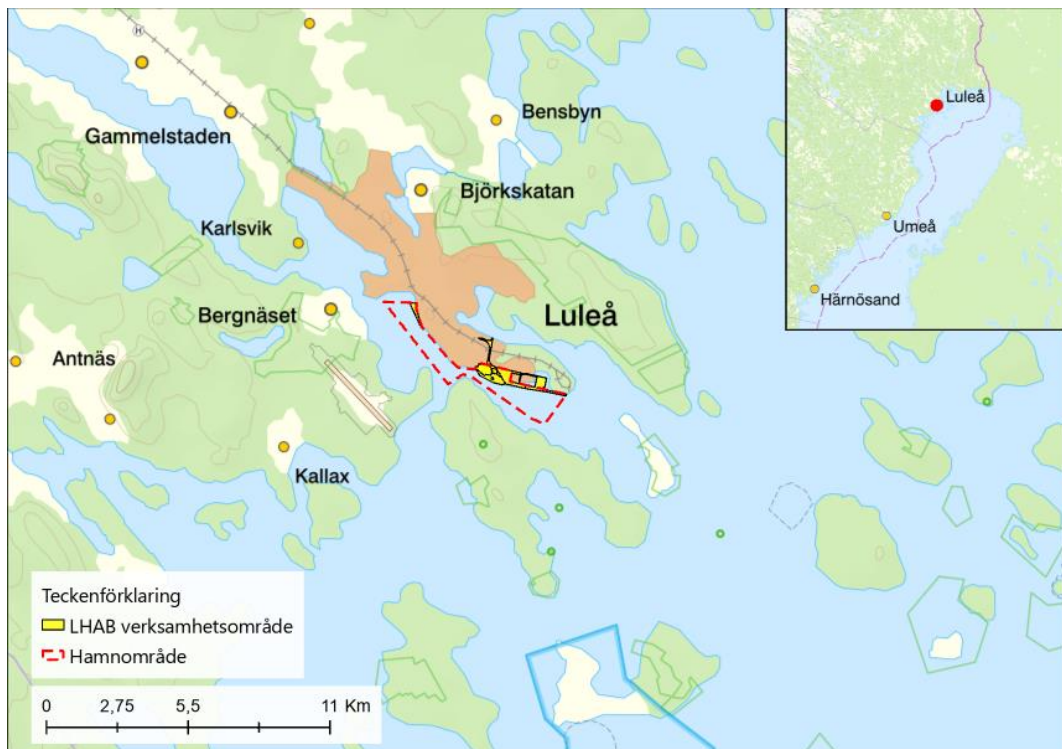 H
Bensbyn
Gammelstaden
Björkskatan
Karlsvik
Bergnäset
Luleå
Antnäs
Kallax
Luleå
Umeå
Härnösand
Teckenförklaring
LHAB verksamhetsområde
Hamnområde
0 2,75 5,5 11 Km